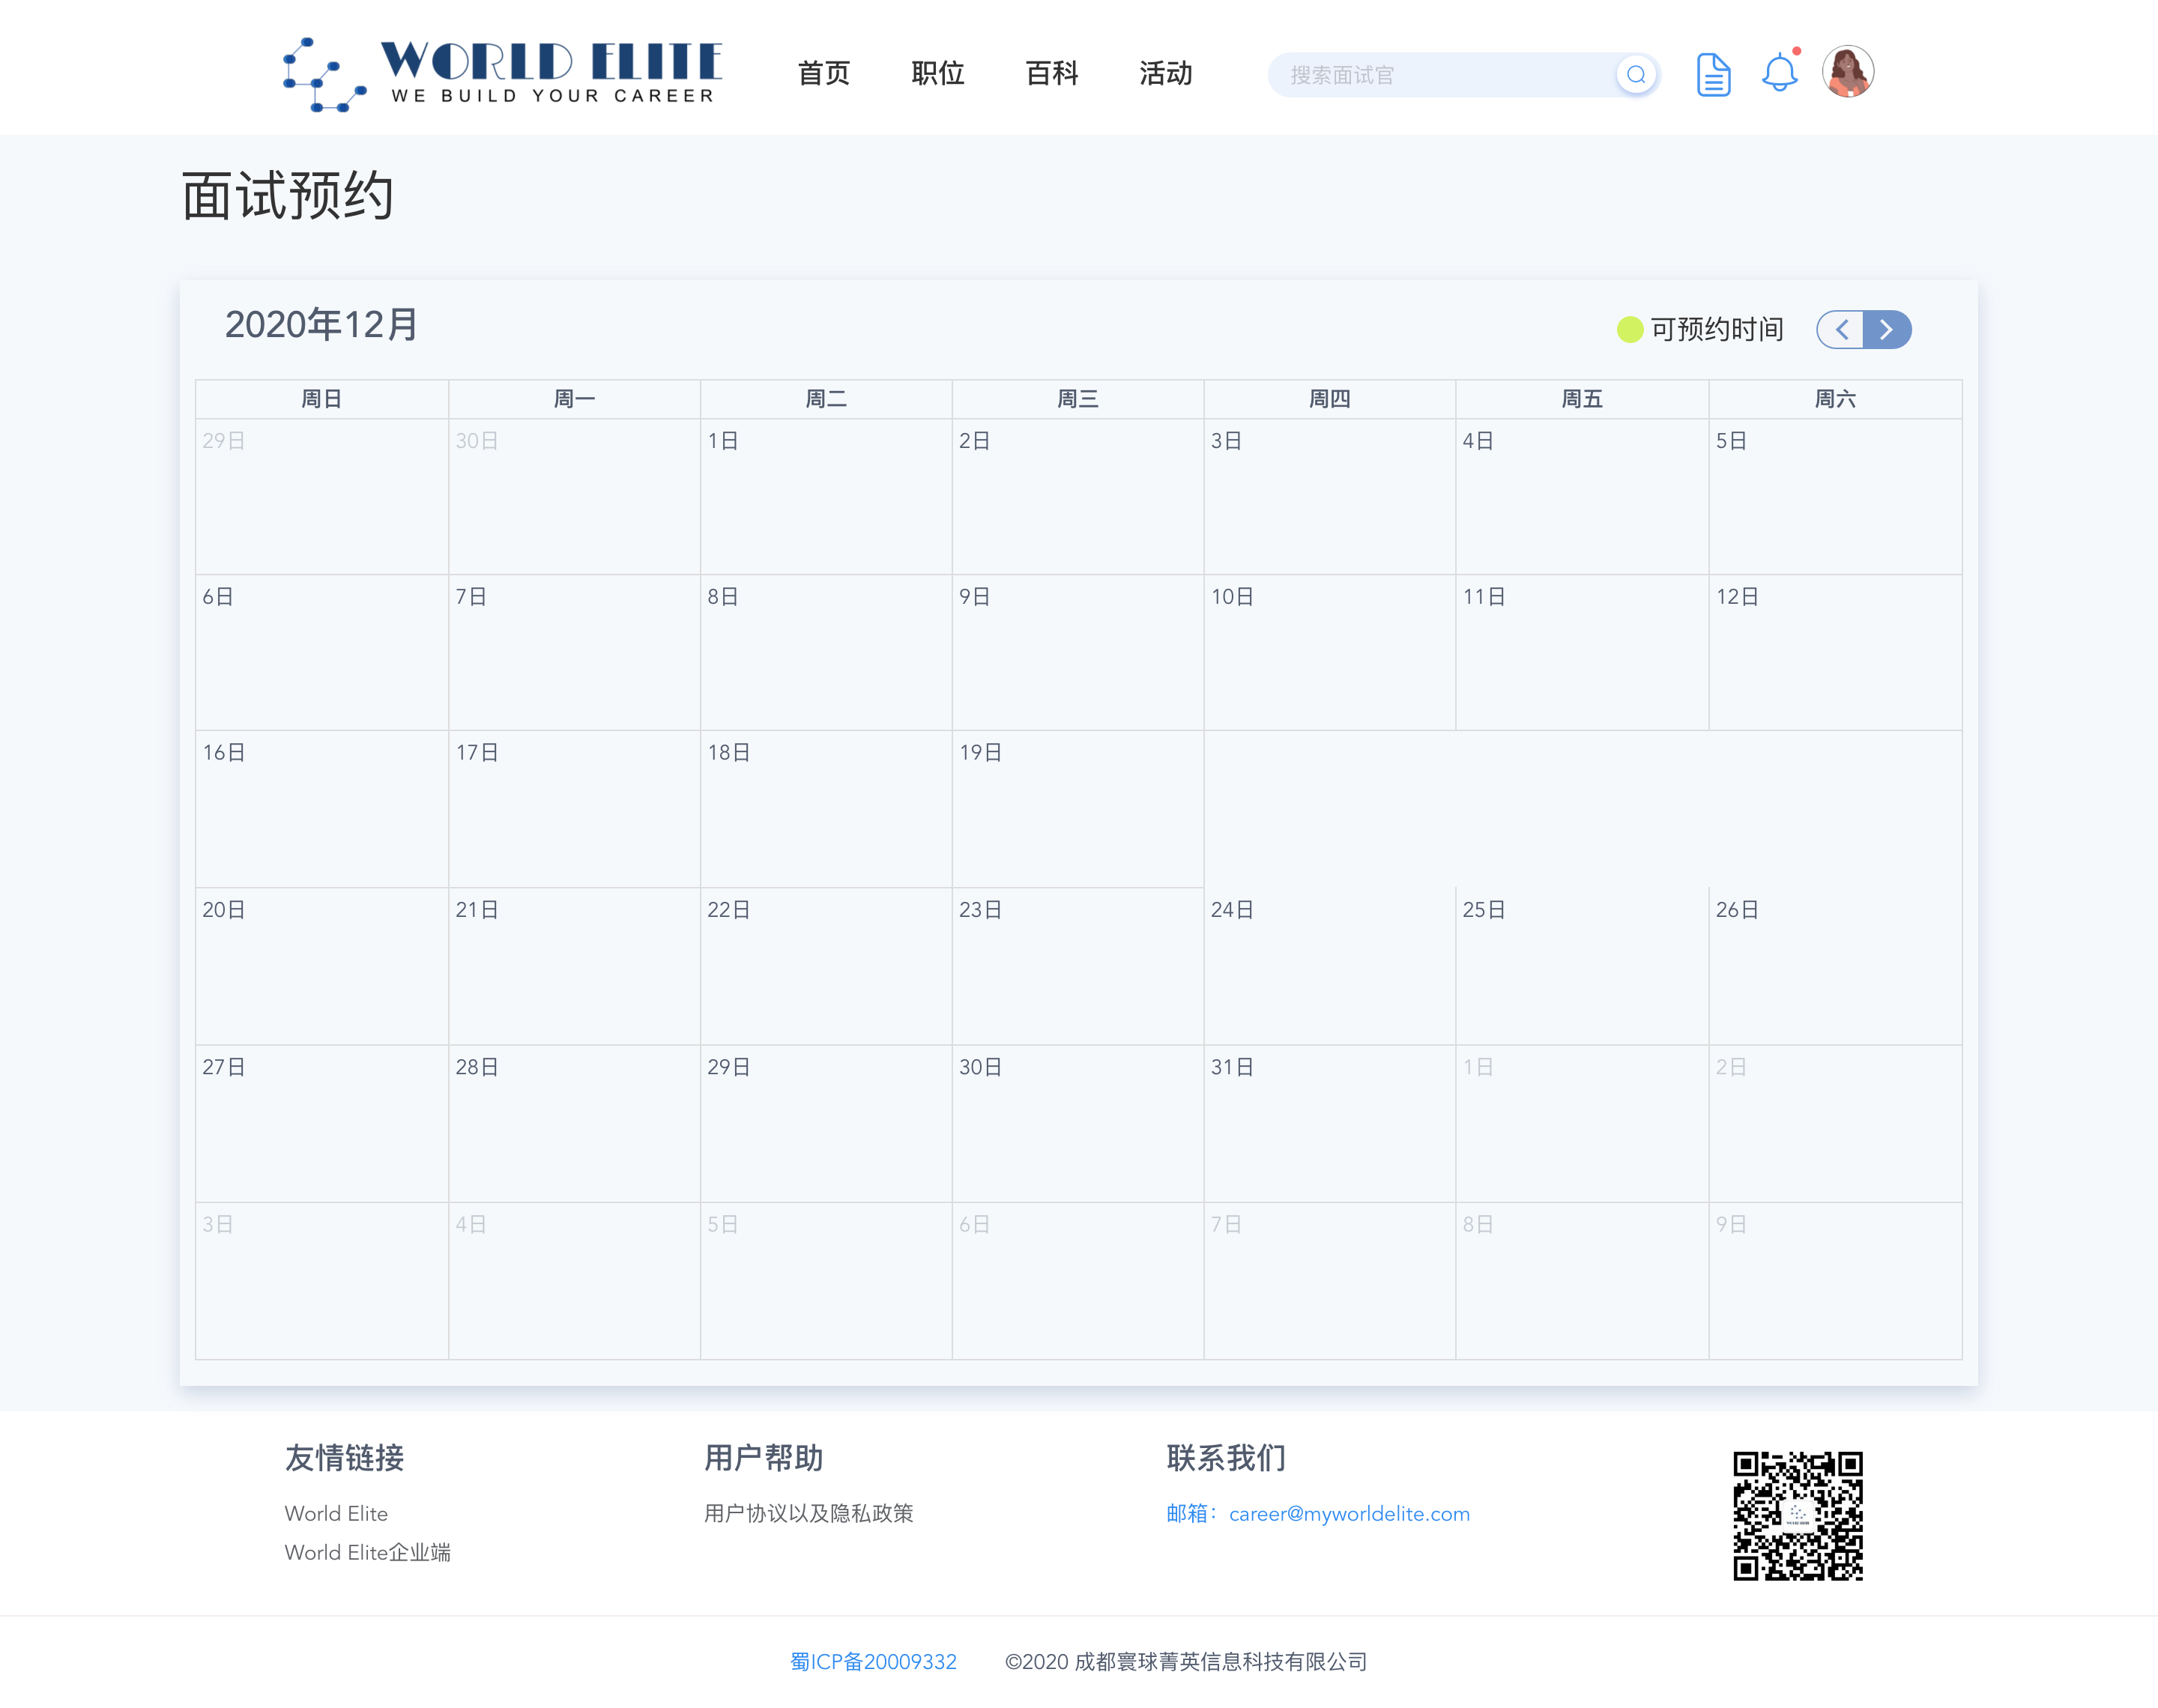 WORLD ELITE
WE BUILD YOUR CAREER
首页 职位 百科 活动
搜索面试官
面试预约
2020年12月
可预约时间
周日 周一 周二 周三 周四 周五 周六
29日 30日 1日 2日 3日 4日 5日
6日 7日 8日 9日 10日 11日 12日
16日 17日 18日 19日
20日 21日 22日 23日 24日 25日 26日
27日 28日 29日 30日 31日 1日 2日
3日 4日 5日 6日 7日 8日 9日
友情链接 用户帮助 联系我们
World Elite 用户协议以及隐私政策 邮箱：career@myworldelite.com
World Elite企业端
蜀ICP备20009332 ©2020 成都寰球菁英信息科技有限公司